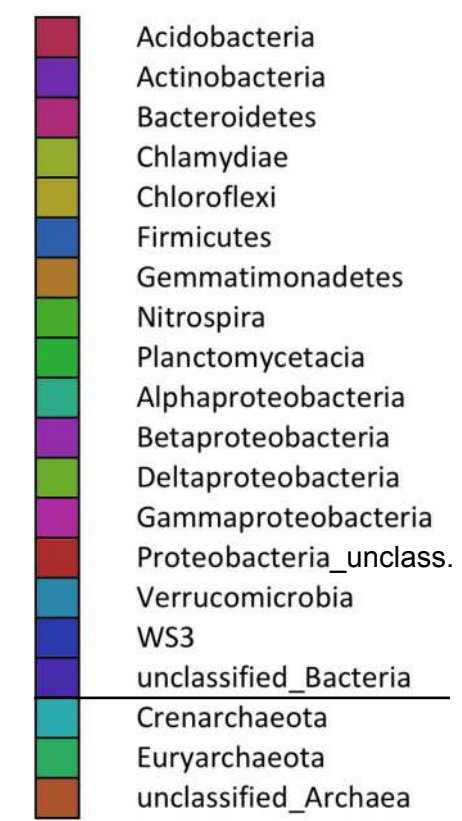 Acidobacteria
Actinobacteria
Bacteroidetes
Chlamydiae
Chloroflexi
Firmicutes
Gemmatimonadetes
Nitrospira
Planctomycetacia
Alphaproteobacteria
Betaproteobacteria
Deltaproteobacteria
Gammaproteobacteria
Proteobacteria_unclass.
Verrucomicrobia
WS3
unclassified_Bacteria
Crenarchaeota
Euryarchaeota
unclassified_Archaea